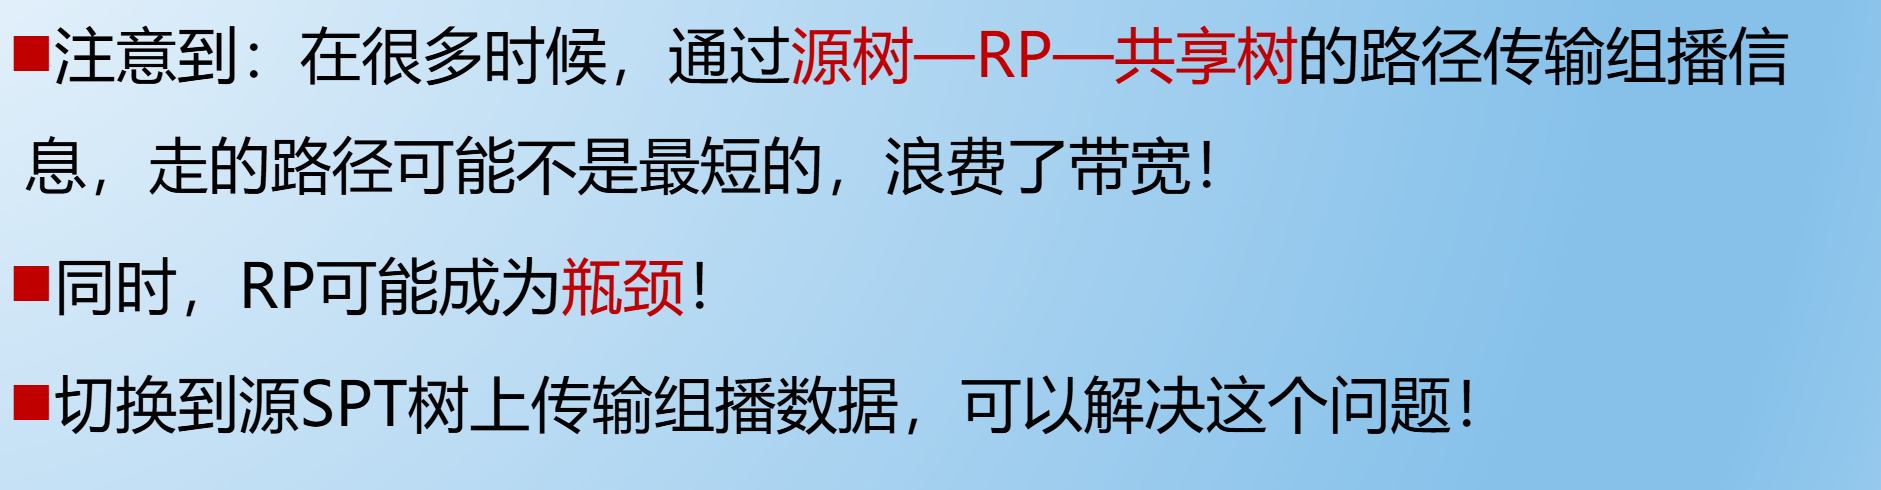 ■注意到：在很多时候，通过源树—RP—共享树的路径传输组播信
息，走的路径可能不是最短的，浪费了带宽！
■同时，RP可能成为瓶颈！
■切换到源SPT树上传输组播数据，可以解决这个问题！